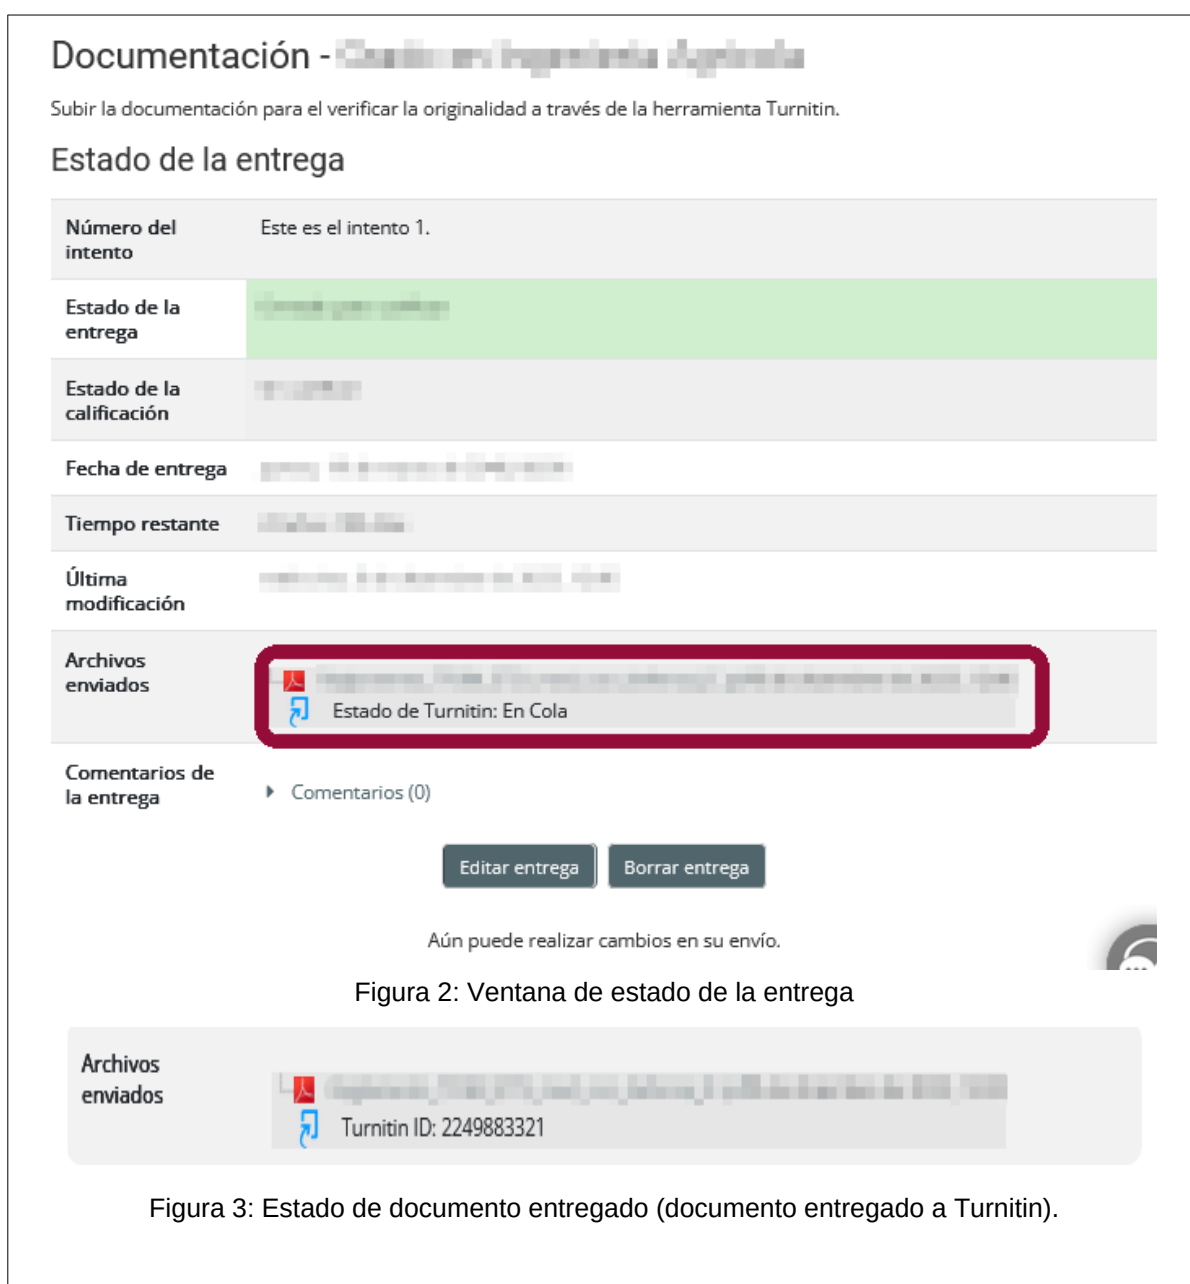 Documentación -
Subir la documentación para el verificar la originalidad a través de la herramienta Turnitin.
Estado de la entrega
Número del intento
Este es el intento 1.
Estado de la entrega
Estado de la calificación
Fecha de entrega
Tiempo restante
Última modificación
Archivos enviados
Estado de Turnitin: En Cola
Comentarios de la entrega
Comentarios (0)
Editar entrega
Borrar entrega
Aún puede realizar cambios en su envío.
Figura 2: Ventana de estado de la entrega
Archivos enviados
Turnitin ID: 2249883321
Figura 3: Estado de documento entregado (documento entregado a Turnitin).